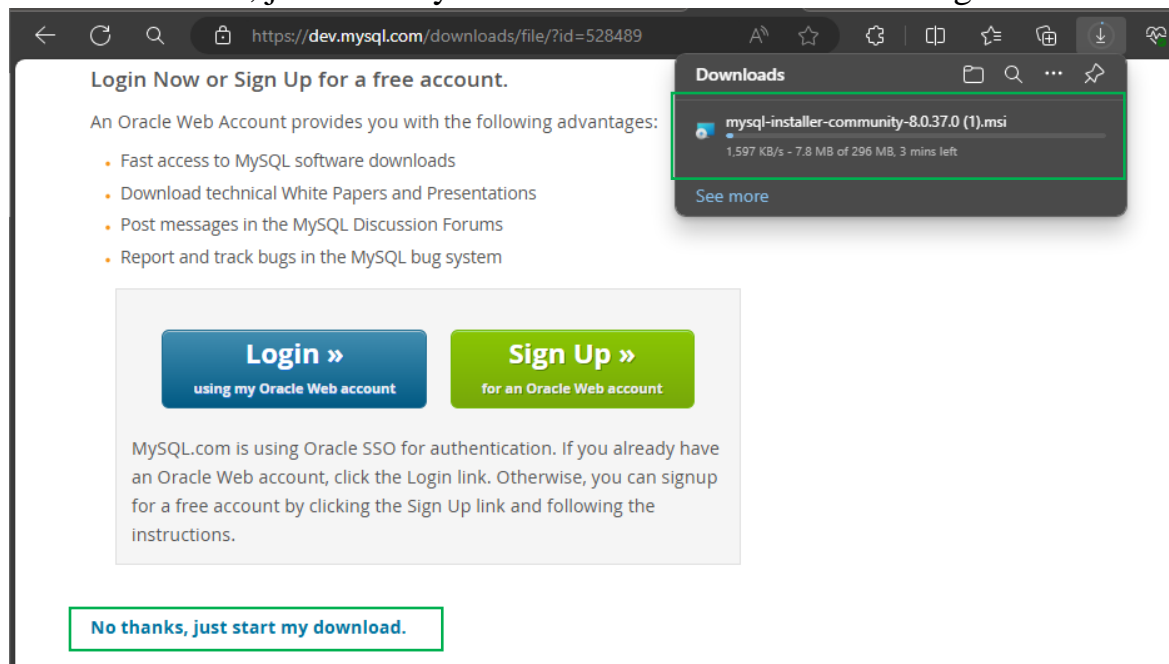 https://dev.mysql.com/downloads/file/?id=528489
Login Now or Sign Up for a free account.
An Oracle Web Account provides you with the following advantages:
Fast access to MySQL software downloads
Download technical White Papers and Presentations
Post messages in the MySQL Discussion Forums
Report and track bugs in the MySQL bug system
Login »
using my Oracle Web account
Sign Up »
for an Oracle Web account
MySQL.com is using Oracle SSO for authentication. If you already have
an Oracle Web account, click the Login link. Otherwise, you can signup
for a free account by clicking the Sign Up link and following the
instructions.
No thanks, just start my download.
Downloads
mysql-installer-community-8.0.37.0 (1).msi
1,597 KB/s - 7.8 MB of 296 MB, 3 mins left
See more